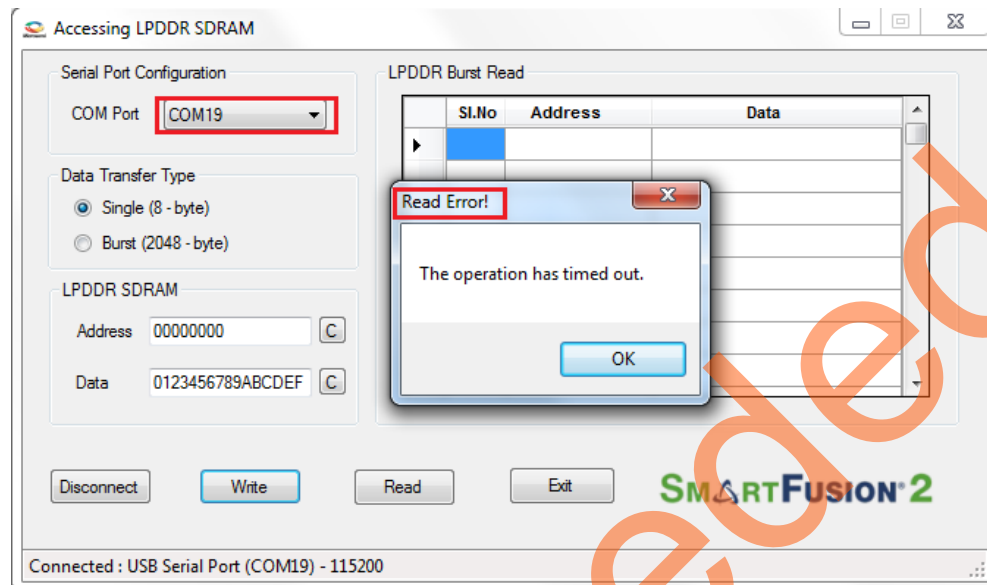 Accessing LPDDR SDRAM
Serial Port Configuration
COM Port COM19
Data Transfer Type
Single (8 - byte)
Burst (2048 - byte)
LPDDR SDRAM
Address 00000000 C
Data 0123456789ABCDEF C
LPDDR Burst Read
Sl.No Address Data
Read Error!
The operation has timed out.
OK
Disconnect Write Read Exit SMARTFUSION®2
Connected : USB Serial Port (COM19) - 115200